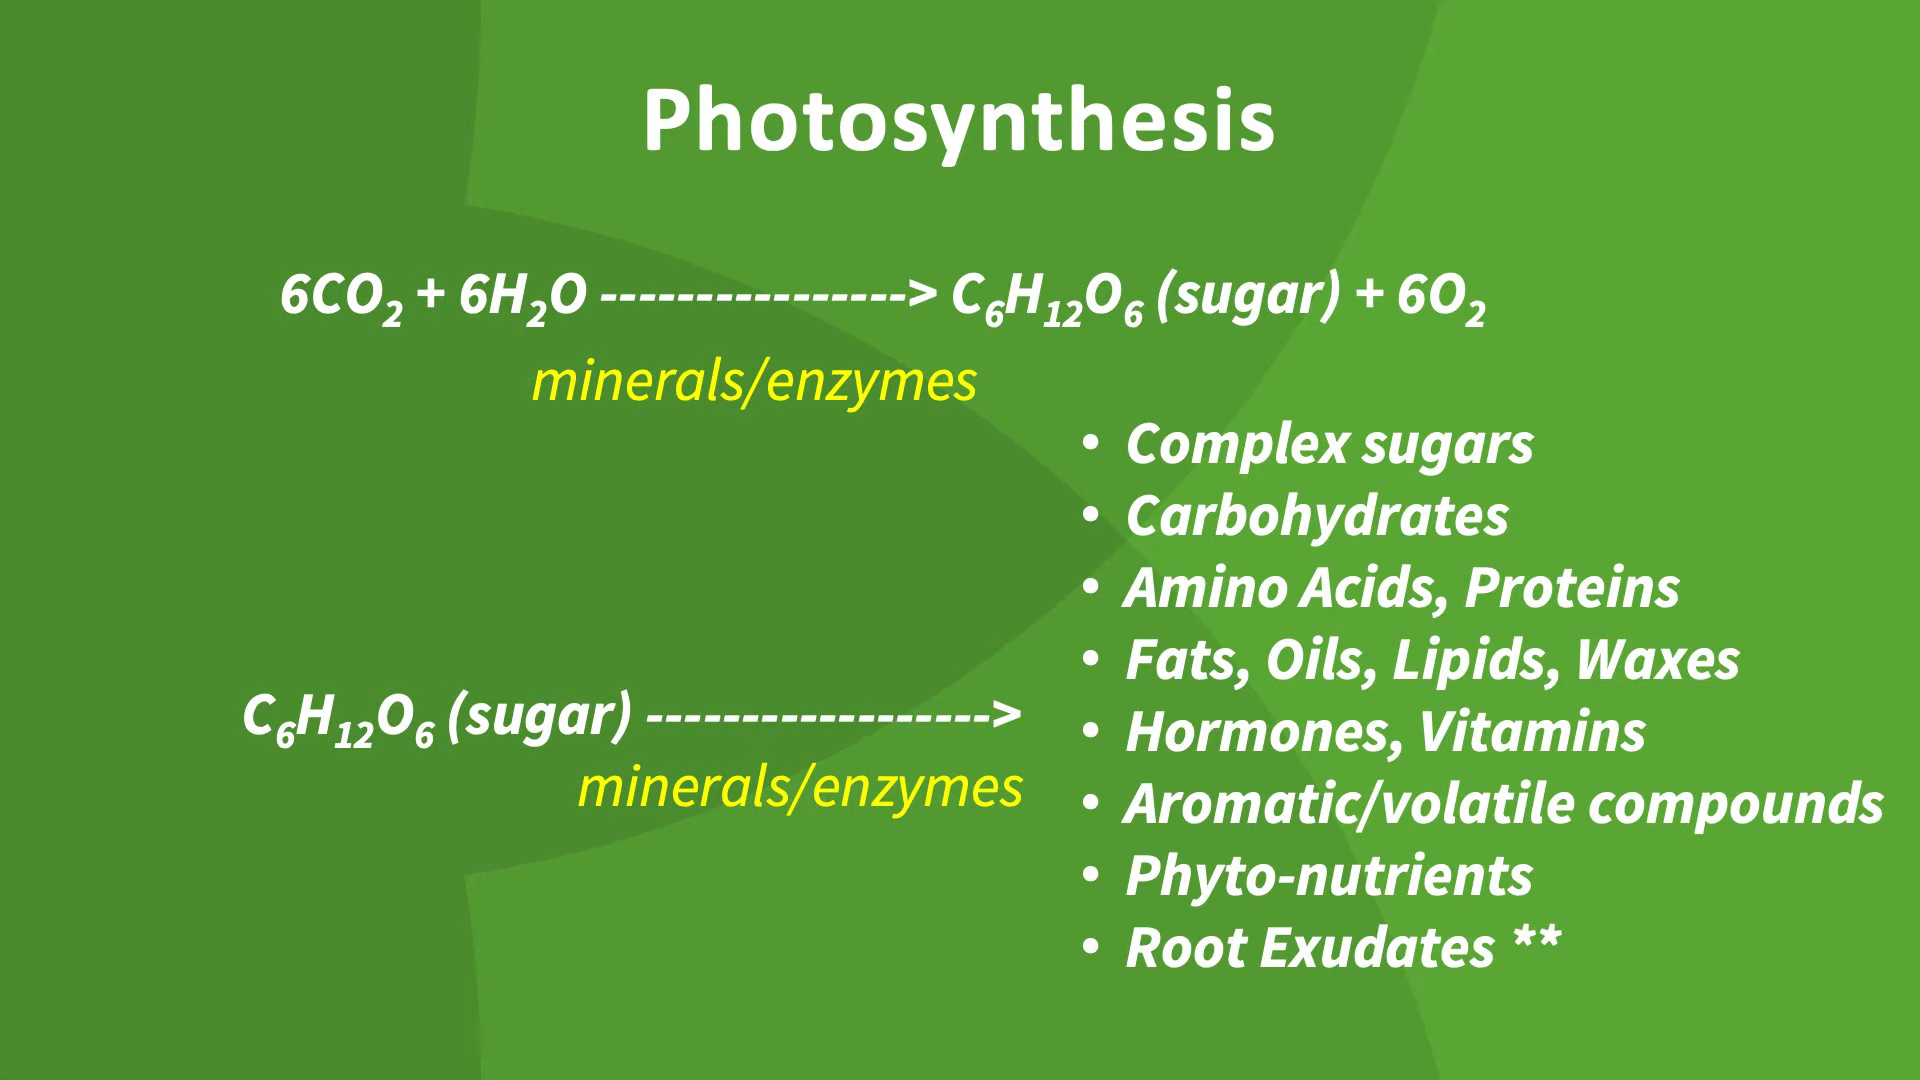 Photosynthesis
6CO₂ + 6H₂O ----------------> C₆H₁₂O₆ (sugar) + 6O₂
minerals/enzymes
C₆H₁₂O₆ (sugar) ------------------>
minerals/enzymes
• Complex sugars
• Carbohydrates
• Amino Acids, Proteins
• Fats, Oils, Lipids, Waxes
• Hormones, Vitamins
• Aromatic/volatile compounds
• Phyto-nutrients
• Root Exudates **